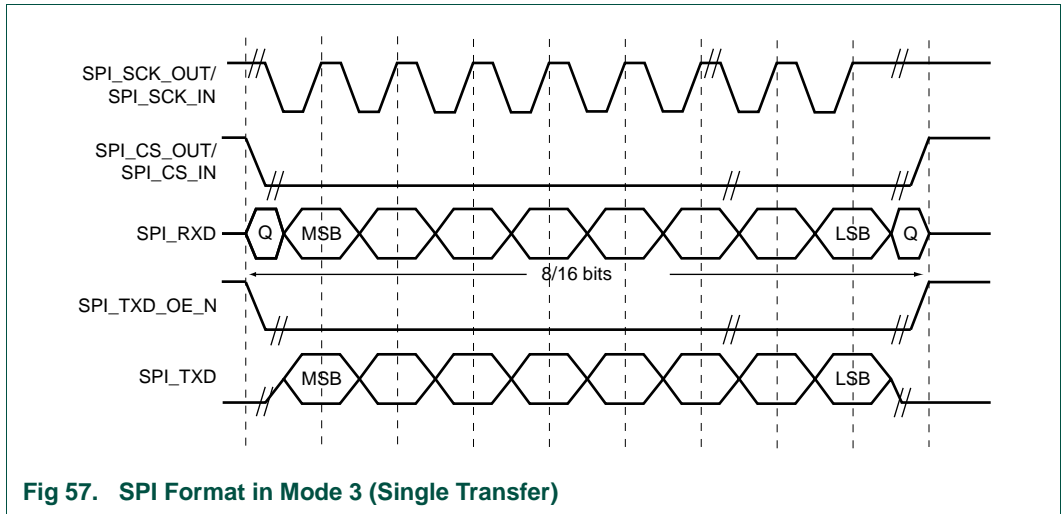 SPI_SCK_OUT/
SPI_SCK_IN
SPI_CS_OUT/
SPI_CS_IN
SPI_RXD
Q
MSB
LSB
Q
8/16 bits
SPI_TXD_OE_N
SPI_TXD
MSB
LSB
Fig 57. SPI Format in Mode 3 (Single Transfer)